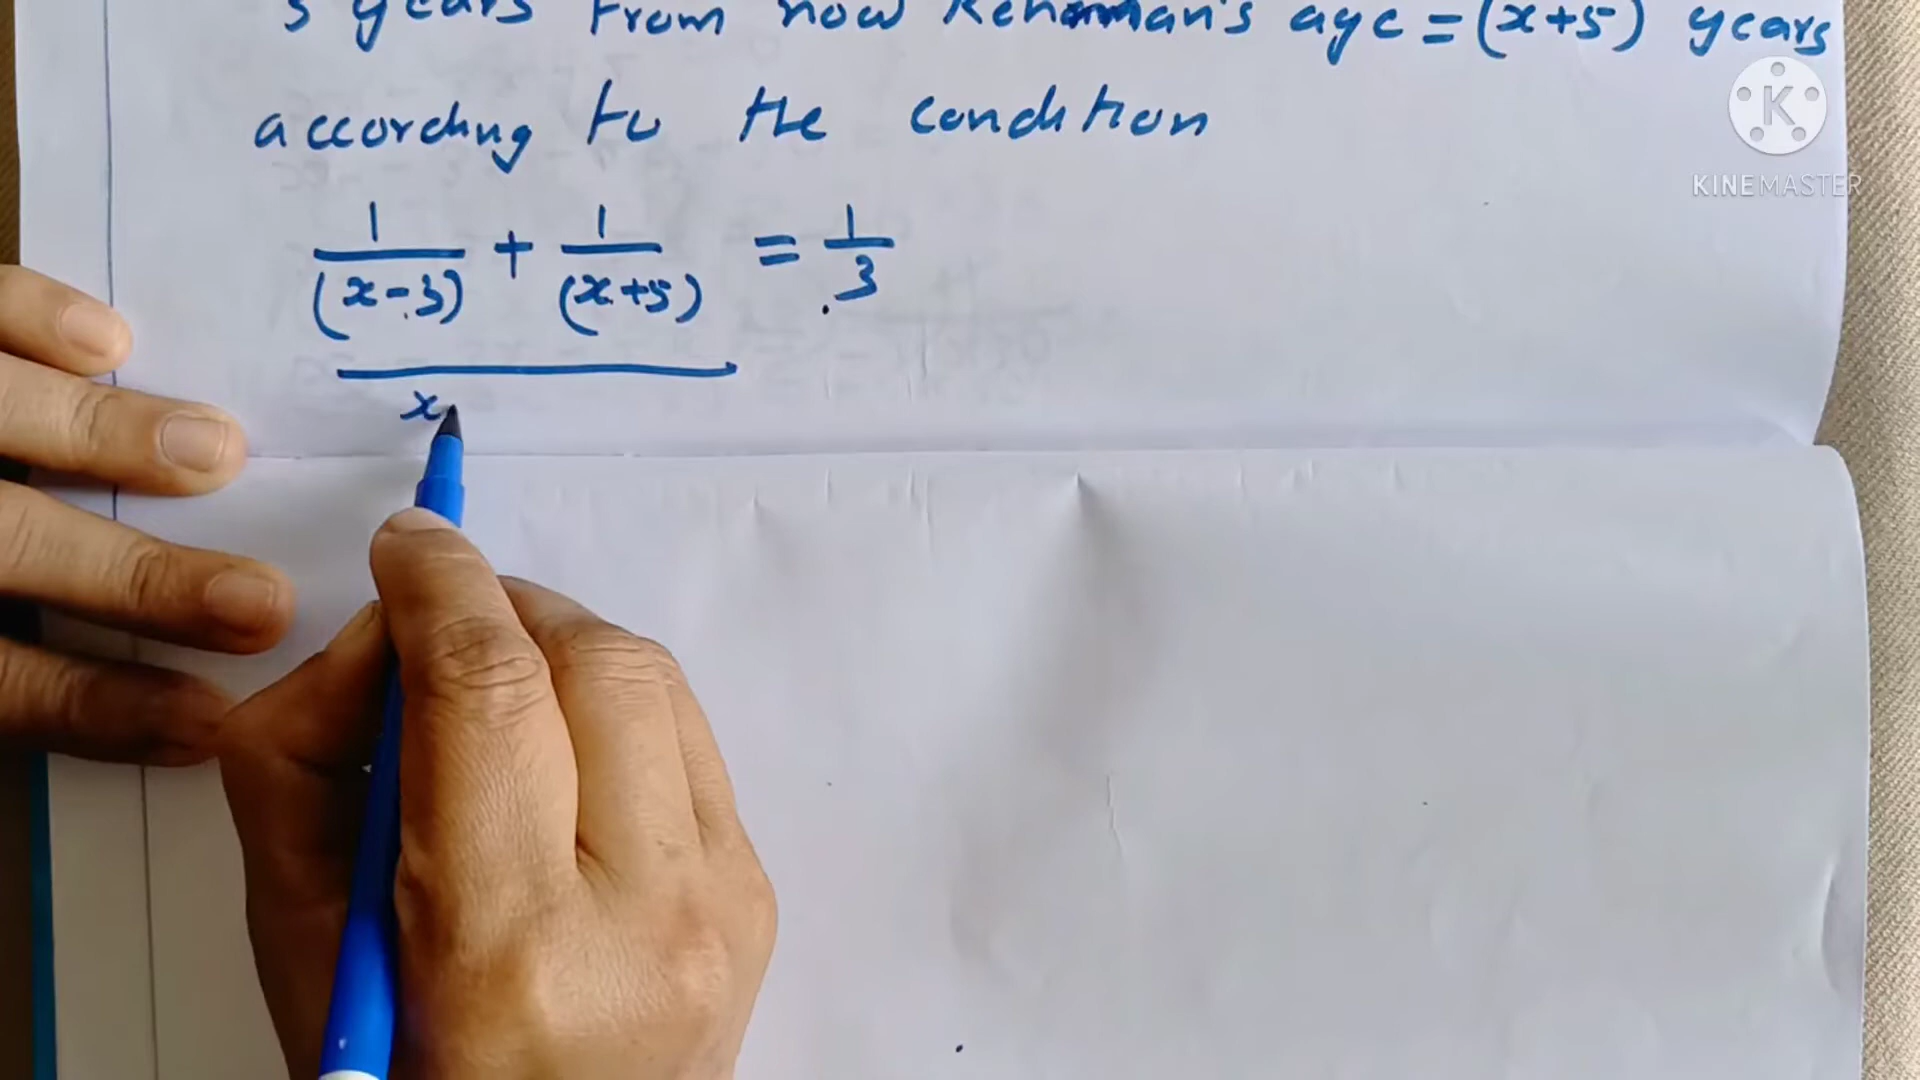 5 years from now Rehman's age = (x+5) years
according to the condition
K
KINEMASTER
1/(x-3) + 1/(x+5) = 1/3
x